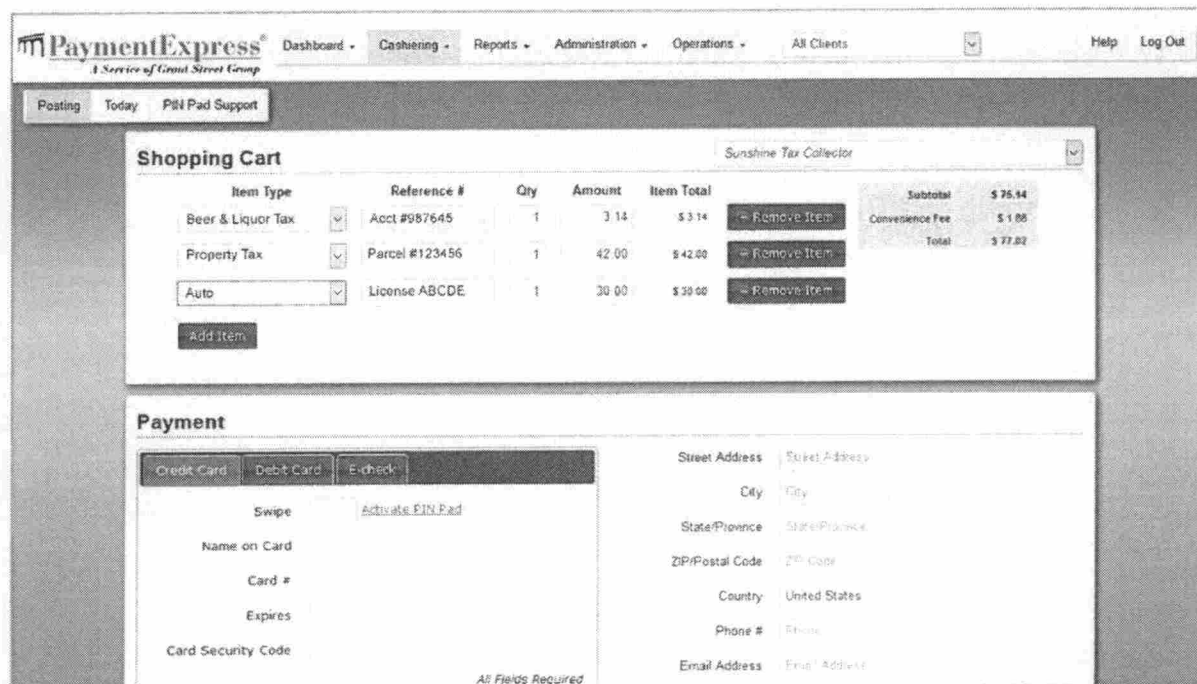 PaymentExpress® Dashboard Cashiering Reports Administration Operations All Clients Help Log Out
A Service of Grant Street Group
Posting Today PIN Pad Support
Shopping Cart Sunshine Tax Collector
Item Type Reference # Qty Amount Item Total
Beer & Liquor Tax Acct #987645 1 3.14 $ 3.14 - Remove Item
Property Tax Parcel #123456 1 42.00 $ 42.00 - Remove Item
Auto License ABCDE 1 30.00 $ 30.00 - Remove Item
Add Item
Subtotal $ 75.14
Convenience Fee $ 1.88
Total $ 77.02
Payment
Credit Card Debit Card E-check
Swipe Activate PIN Pad
Name on Card
Card #
Expires
Card Security Code
All Fields Required
Street Address Street Address
City City
State/Province State/Province
ZIP/Postal Code ZIP Code
Country United States
Phone # Phone
Email Address Email Address